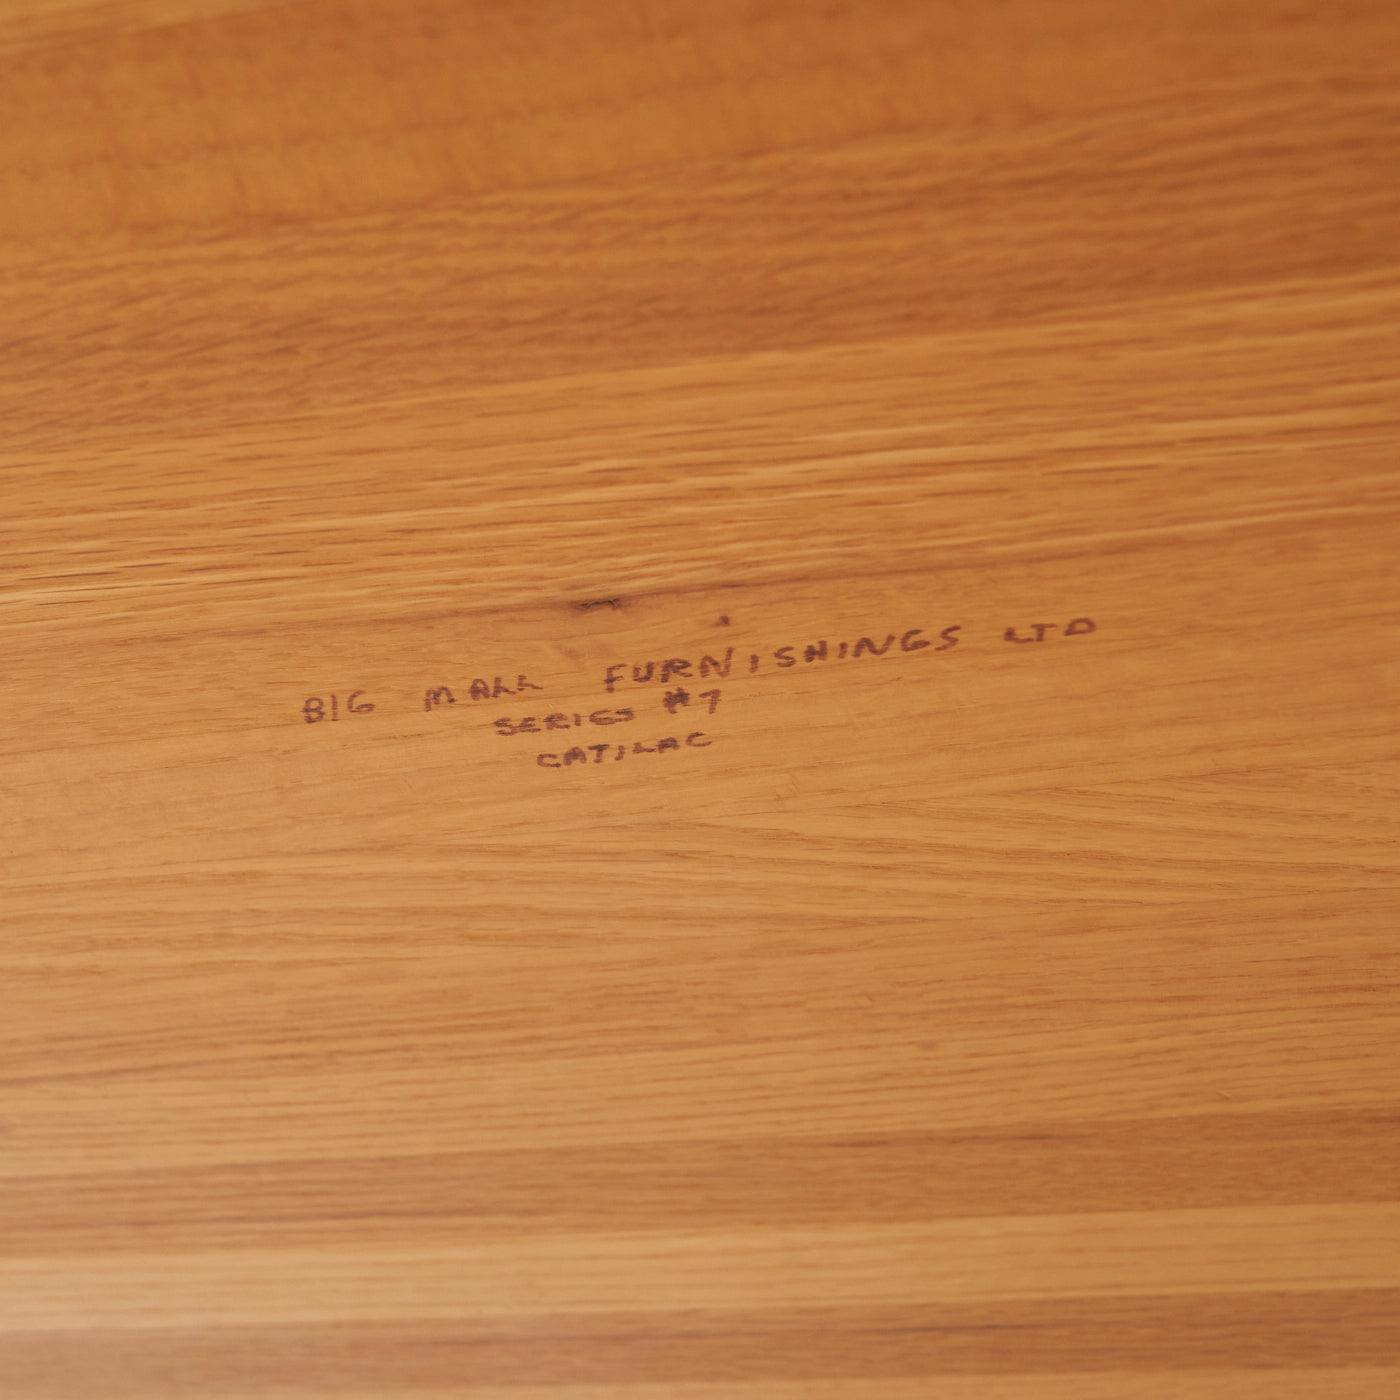 BIG MALL FURNISHINGS LTD
SERIES #7
CATILAC